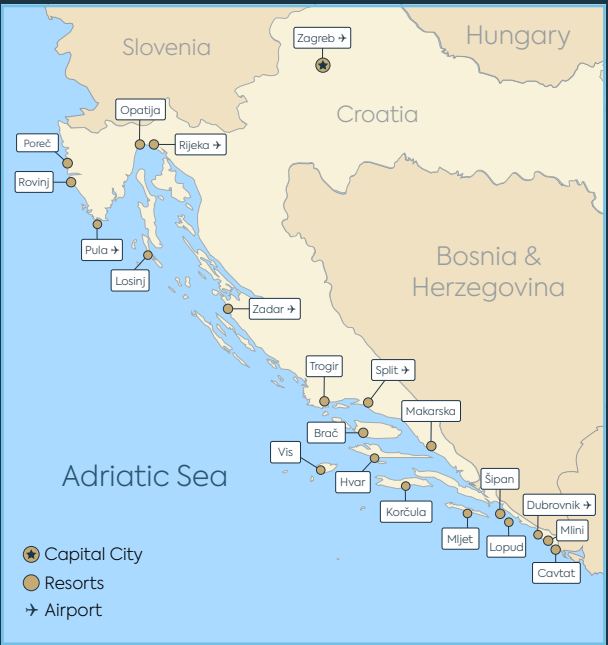 Slovenia
Hungary
Zagreb ✈
Croatia
Opatija
Poreč
Rijeka ✈
Rovinj
Pula ✈
Losinj
Bosnia &
Herzegovina
Zadar ✈
Trogir
Split ✈
Makarska
Brač
Vis
Hvar
Adriatic Sea
Korčula
Šipan
Dubrovnik ✈
Mljet
Lopud
Mlini
Cavtat
Capital City
Resorts
✈ Airport